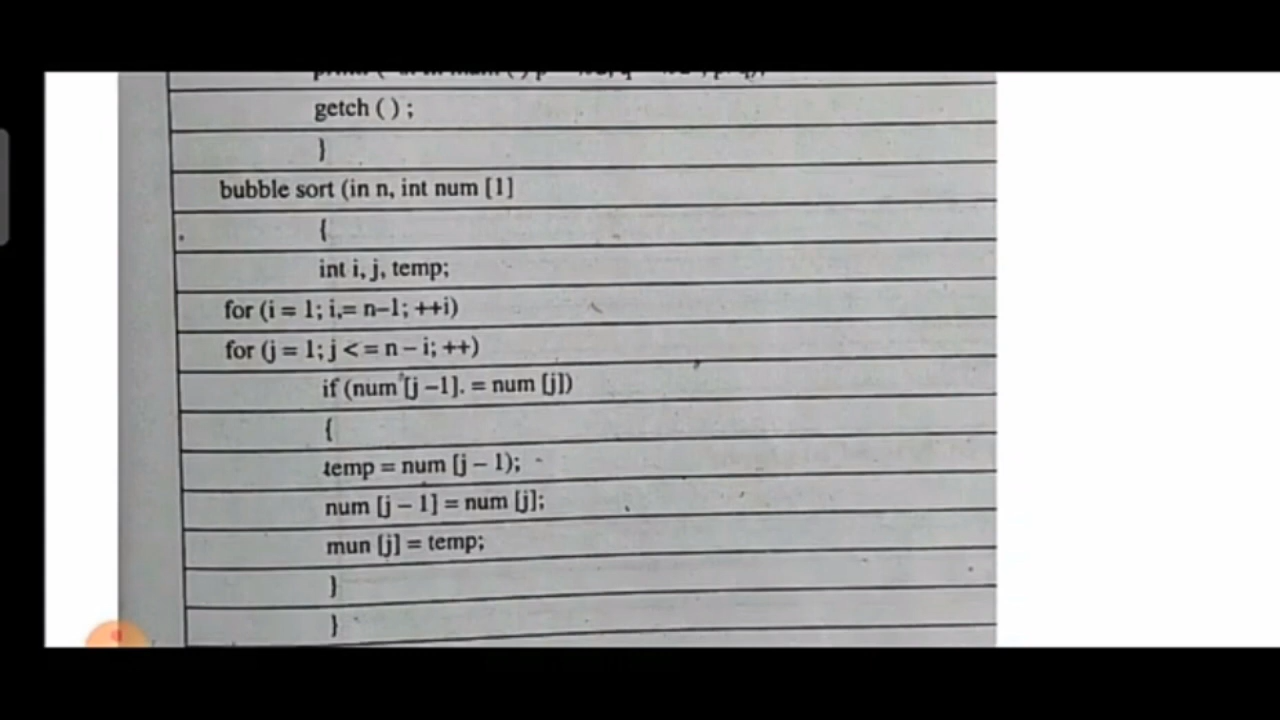 getch ( ) ;
}
bubble sort (in n, int num [1]
{
int i, j, temp;
for (i = 1; i,= n–1; ++i)
for (j = 1; j < = n – i; ++)
if (num [j –1]. = num [j])
{
temp = num [j – 1);
num [j – 1] = num [j];
mun [j] = temp;
}
}